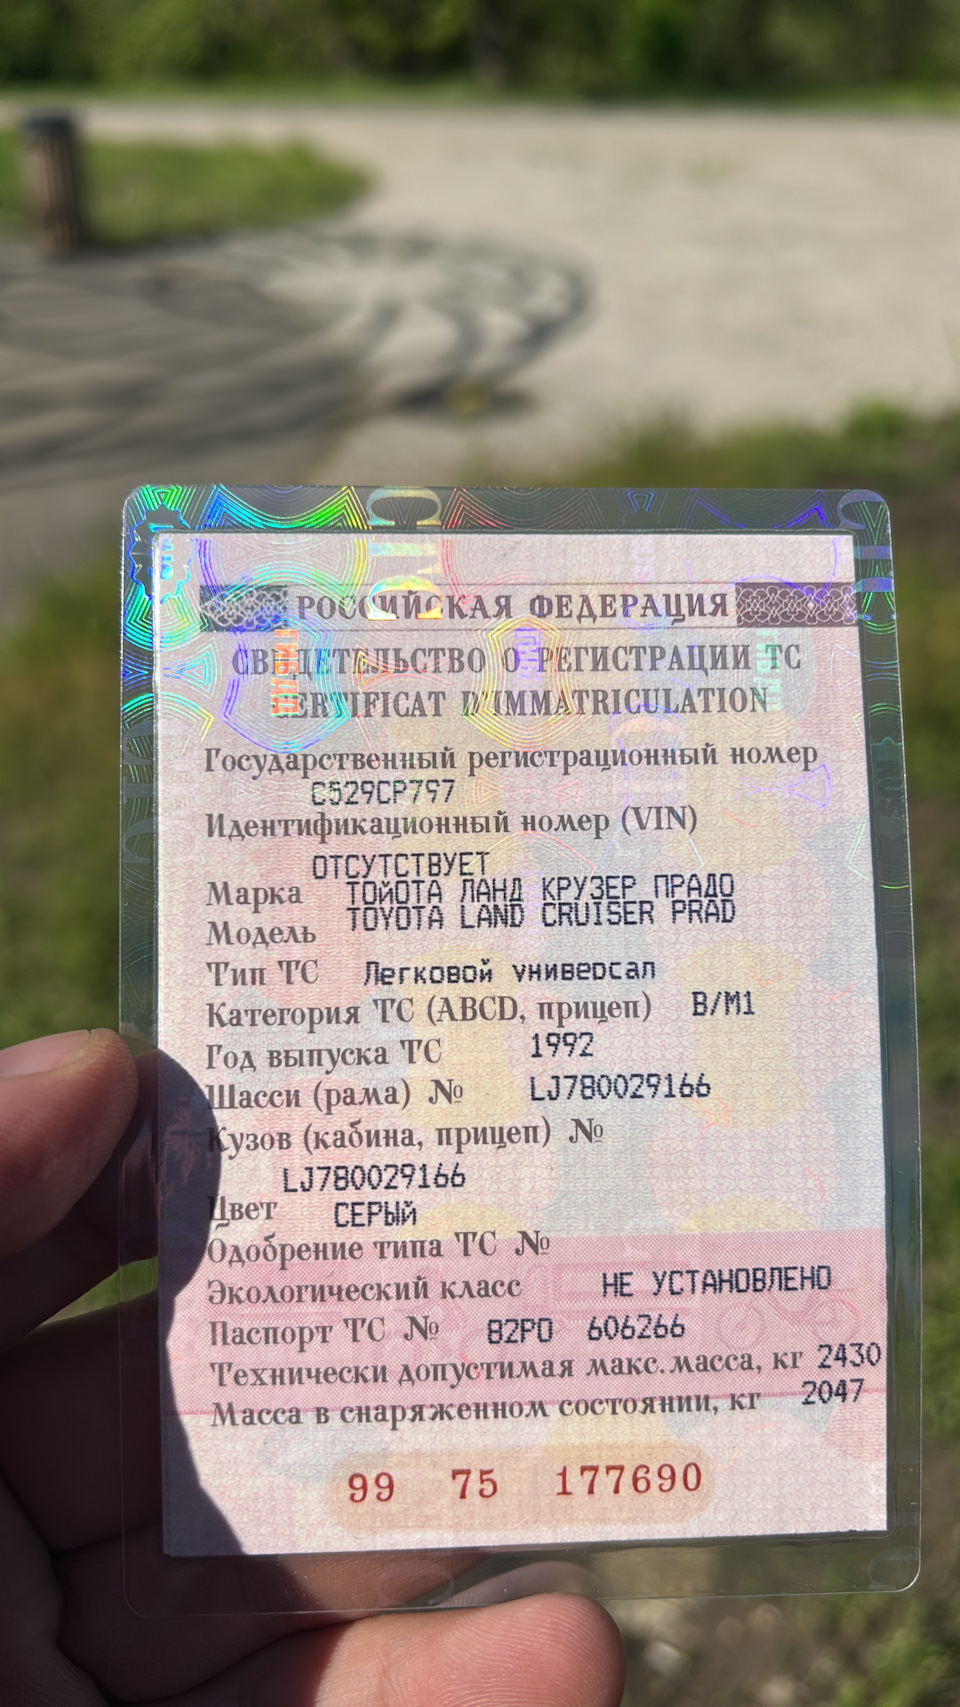 РОССИЙСКАЯ ФЕДЕРАЦИЯ
СВИДЕТЕЛЬСТВО О РЕГИСТРАЦИИ ТС
CERTIFICAT D'IMMATRICULATION
Государственный регистрационный номер
С529СР797
Идентификационный номер (VIN)
ОТСУТСТВУЕТ
Марка ТОЙОТА ЛАНД КРУЗЕР ПРАДО
Модель TOYOTA LAND CRUISER PRAD
Тип ТС Легковой универсал
Категория ТС (ABCD, прицеп) B/M1
Год выпуска ТС 1992
Шасси (рама) № LJ780029166
Кузов (кабина, прицеп) №
LJ780029166
Цвет СЕРЫЙ
Одобрение типа ТС №
Экологический класс НЕ УСТАНОВЛЕНО
Паспорт ТС № 82РО 606266
Технически допустимая макс.масса, кг 2430
Масса в снаряженном состоянии, кг 2047
99 75 177690